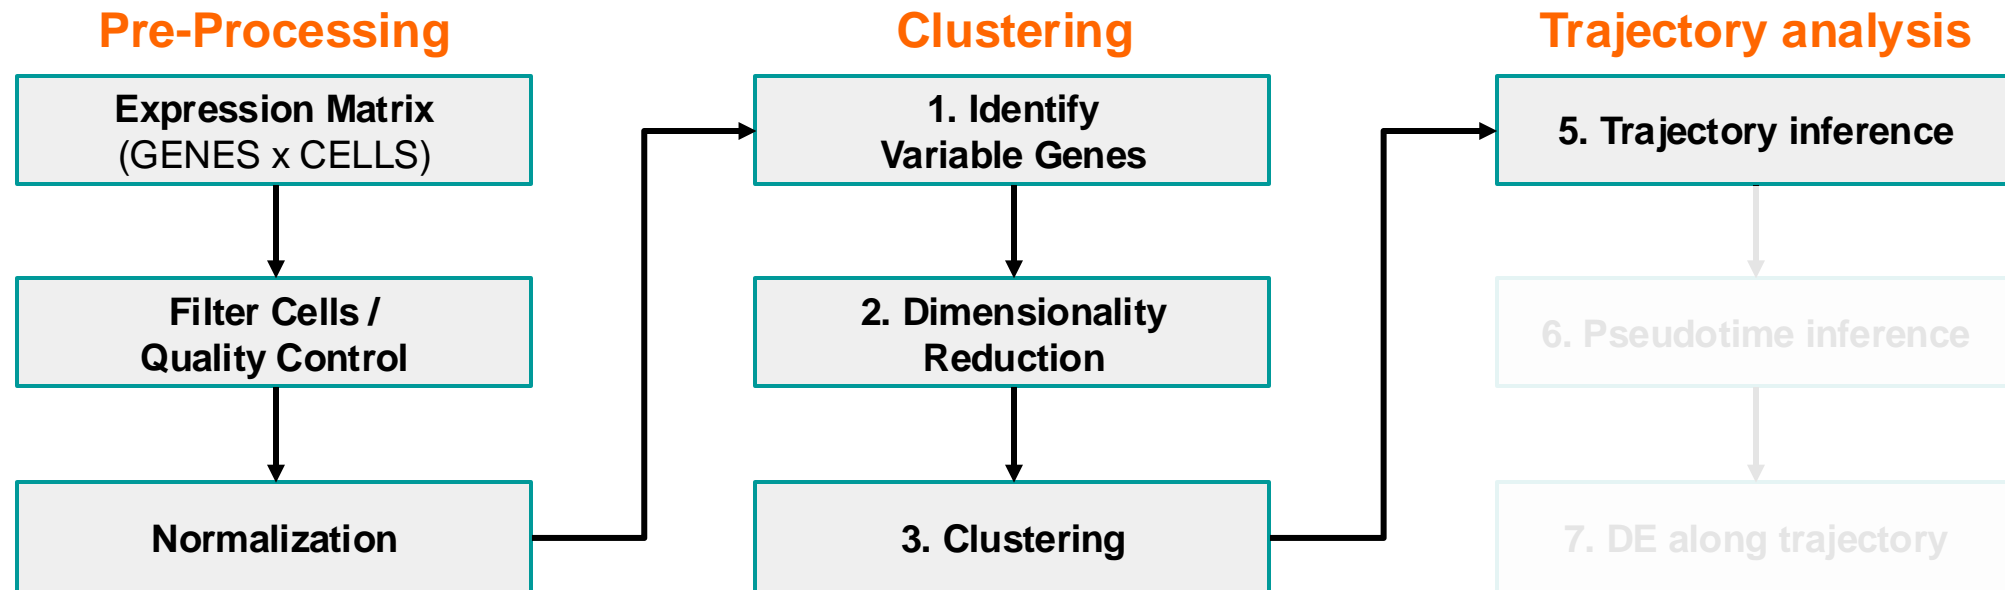 Pre-Processing
Expression Matrix
(GENES x CELLS)
Filter Cells /
Quality Control
Normalization
Clustering
1. Identify
Variable Genes
2. Dimensionality
Reduction
3. Clustering
Trajectory analysis
5. Trajectory inference
6. Pseudotime inference
7. DE along trajectory